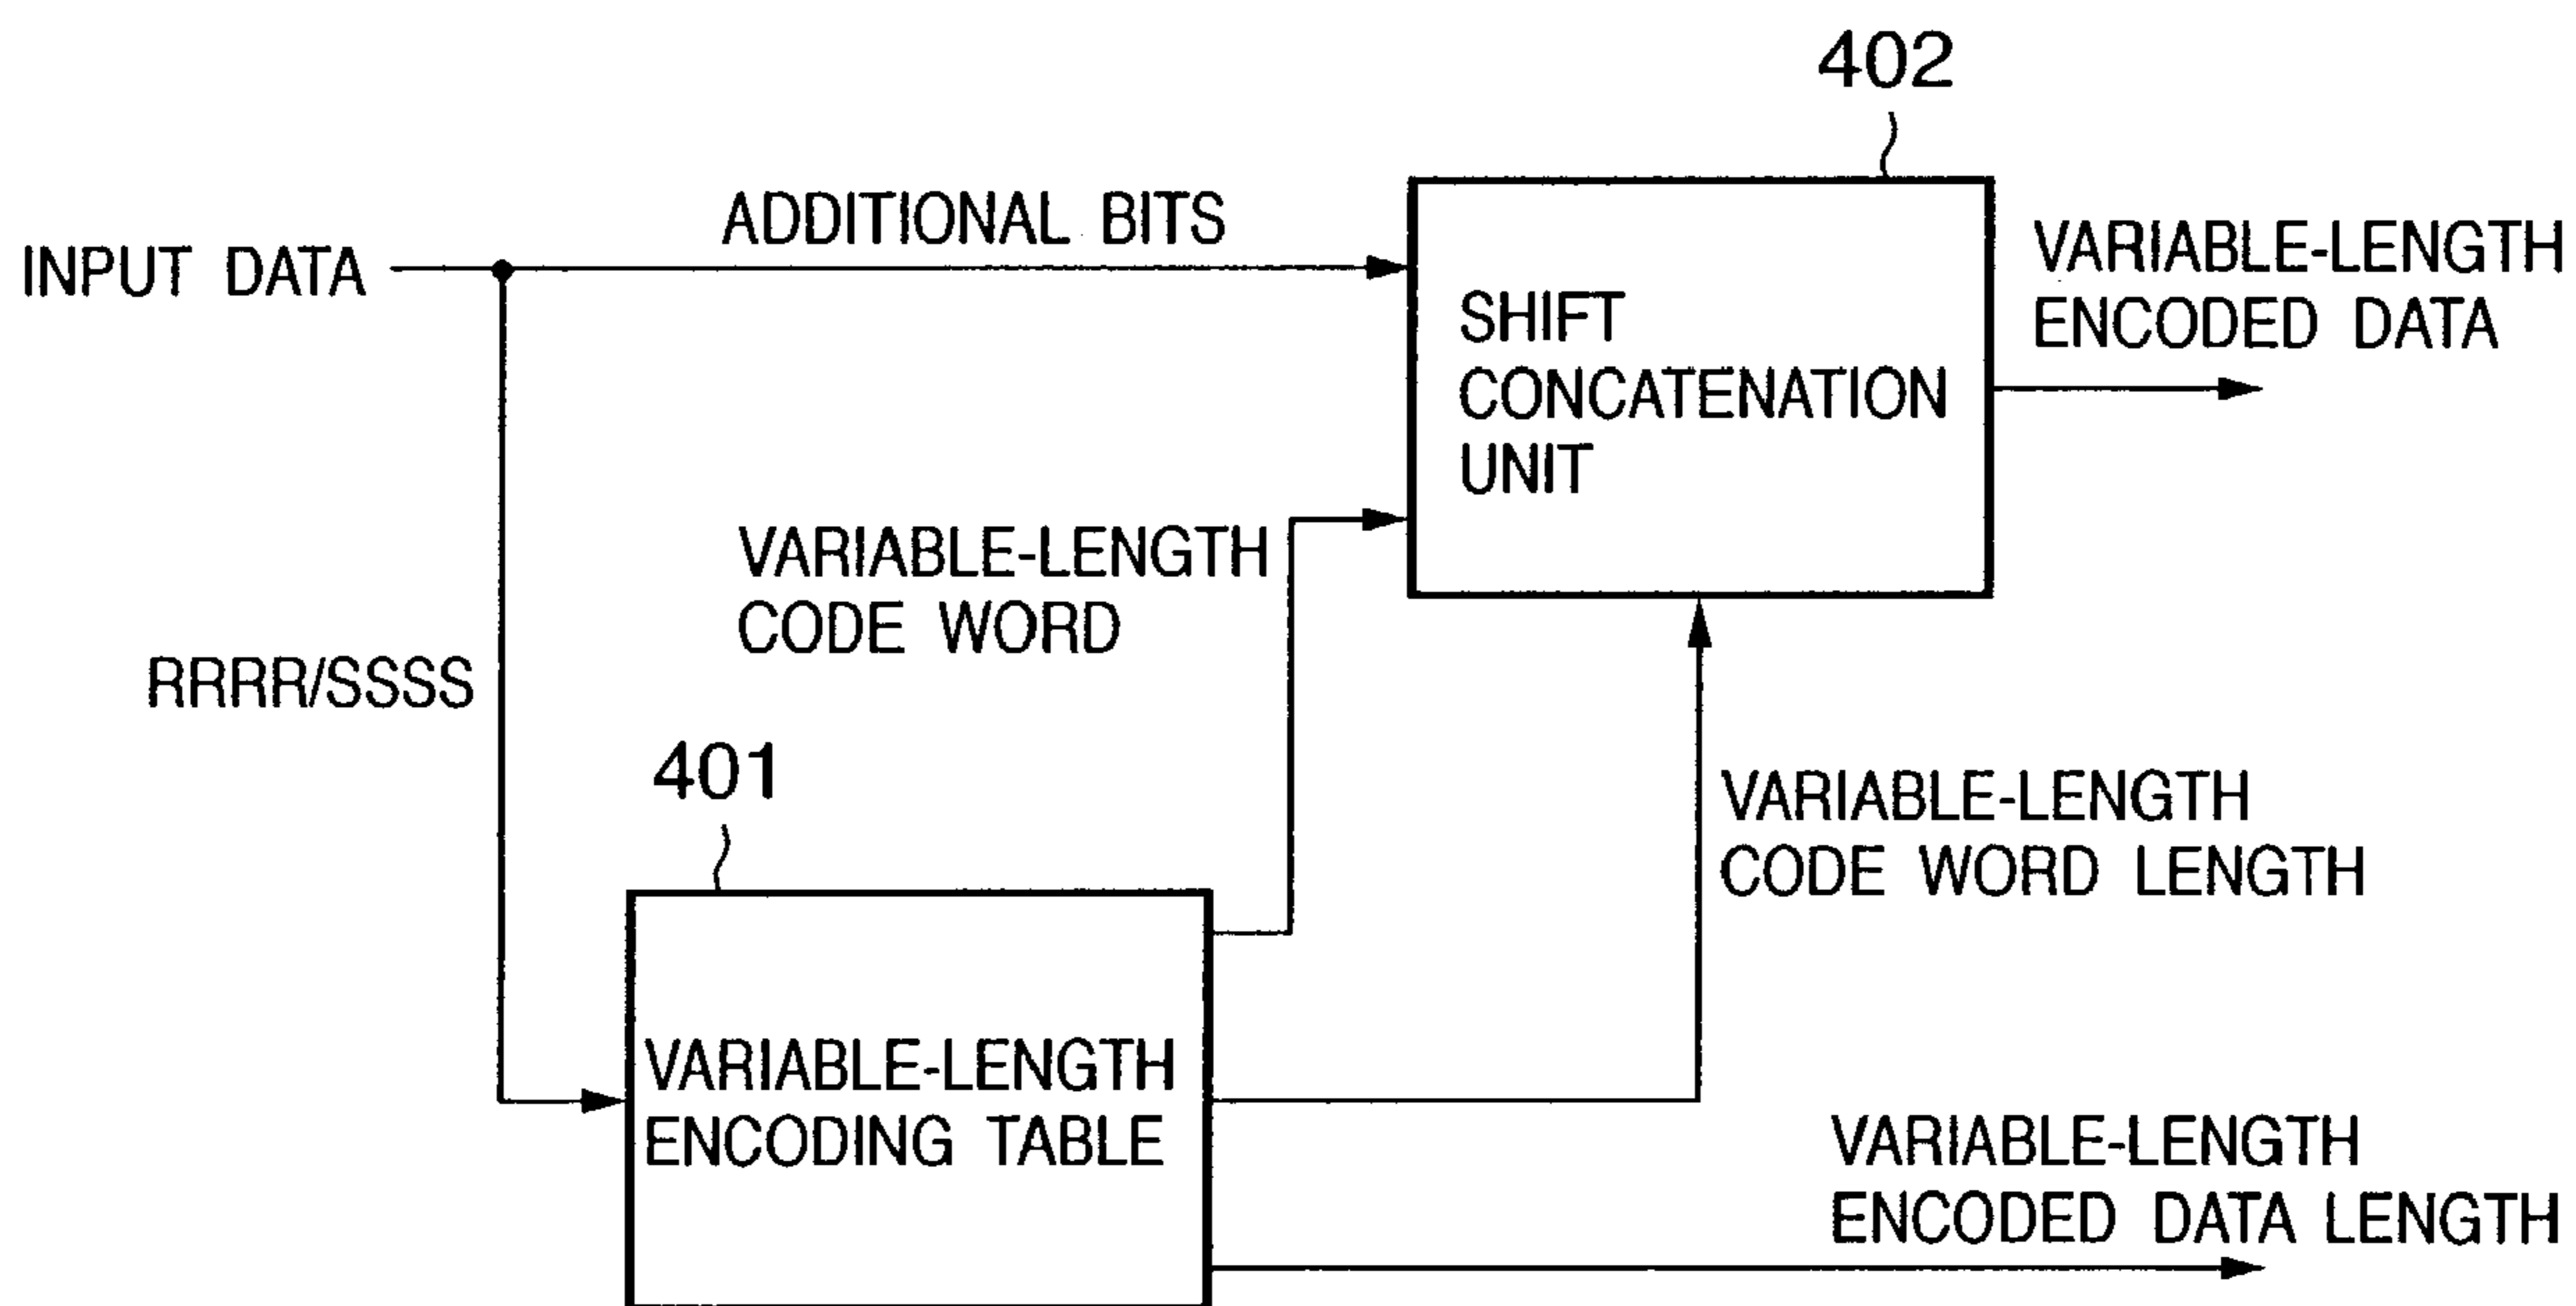 402
ADDITIONAL BITS
INPUT DATA
VARIABLE-LENGTH
ENCODED DATA
SHIFT
CONCATENATION
UNIT
VARIABLE-LENGTH
CODE WORD
RRRR/SSSS
401
VARIABLE-LENGTH
CODE WORD LENGTH
VARIABLE-LENGTH
ENCODING TABLE
VARIABLE-LENGTH
ENCODED DATA LENGTH